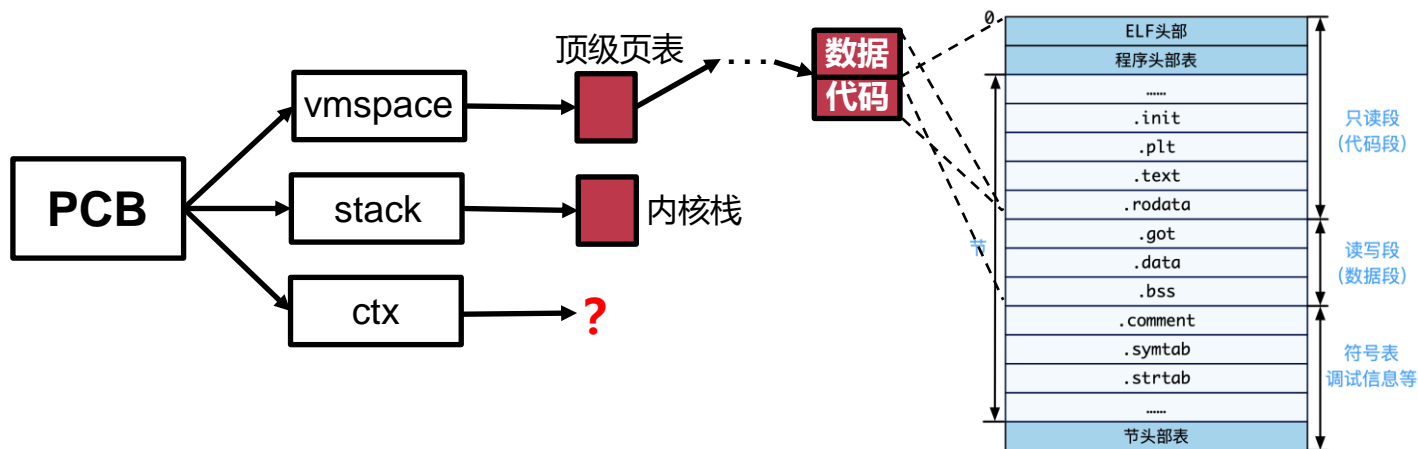 PCB
vmspace
stack
ctx
顶级页表
....
数据
代码
内核栈
?
0
ELF头部
程序头部表
……
.init
.plt
.text
.rodata
.got
.data
.bss
.comment
.symtab
.strtab
……
节头部表
节
只读段
(代码段)
读写段
(数据段)
符号表
调试信息等